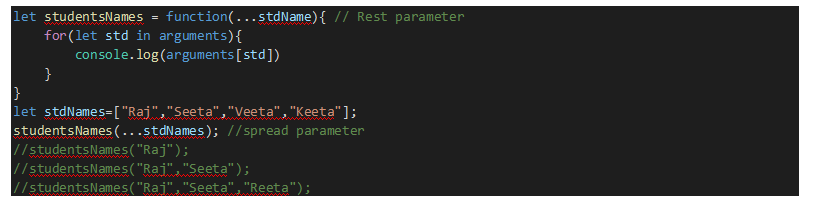 let studentsNames = function(...stdName){ // Rest parameter
    for(let std in arguments){
        console.log(arguments[std])
    }
}
let stdNames=["Raj","Seeta","Veeta","Keeta"];
studentsNames(...stdNames); //spread parameter
//studentsNames("Raj");
//studentsNames("Raj","Seeta");
//studentsNames("Raj","Seeta","Reeta");